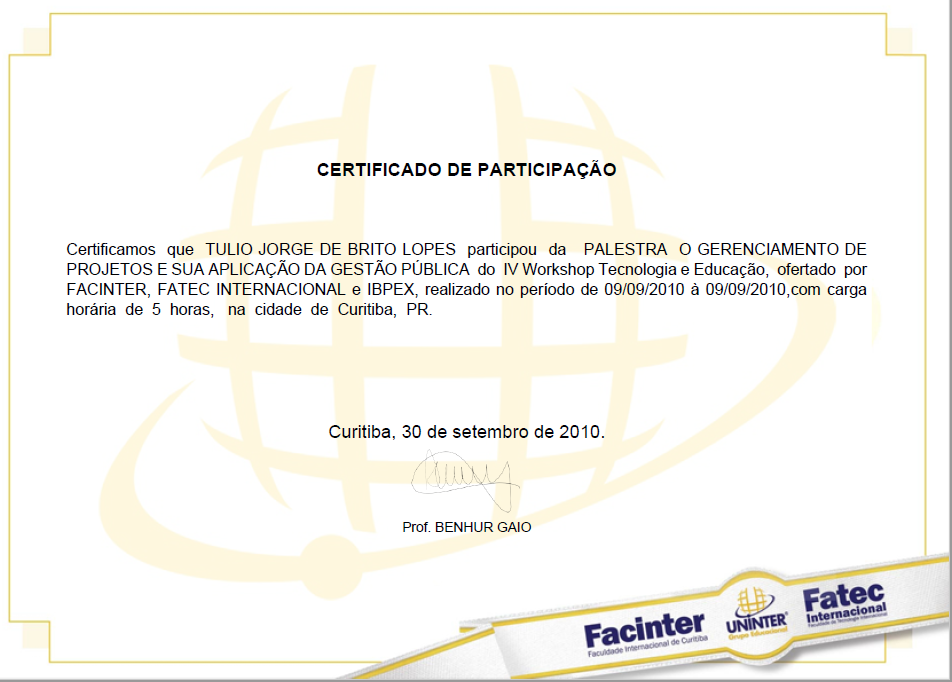 CERTIFICADO DE PARTICIPAÇÃO
Certificamos que TULIO JORGE DE BRITO LOPES participou da PALESTRA O GERENCIAMENTO DE
PROJETOS E SUA APLICAÇÃO DA GESTÃO PÚBLICA do IV Workshop Tecnologia e Educação, ofertado por
FACINTER, FATEC INTERNACIONAL e IBPEX, realizado no período de 09/09/2010 à 09/09/2010,com carga
horária de 5 horas, na cidade de Curitiba, PR.
Curitiba, 30 de setembro de 2010.
Prof. BENHUR GAIO
Facinter
Faculdade Internacional de Curitiba
UNINTER
Grupo Educacional
Fatec
Internacional
Faculdade de Tecnologia Internacional